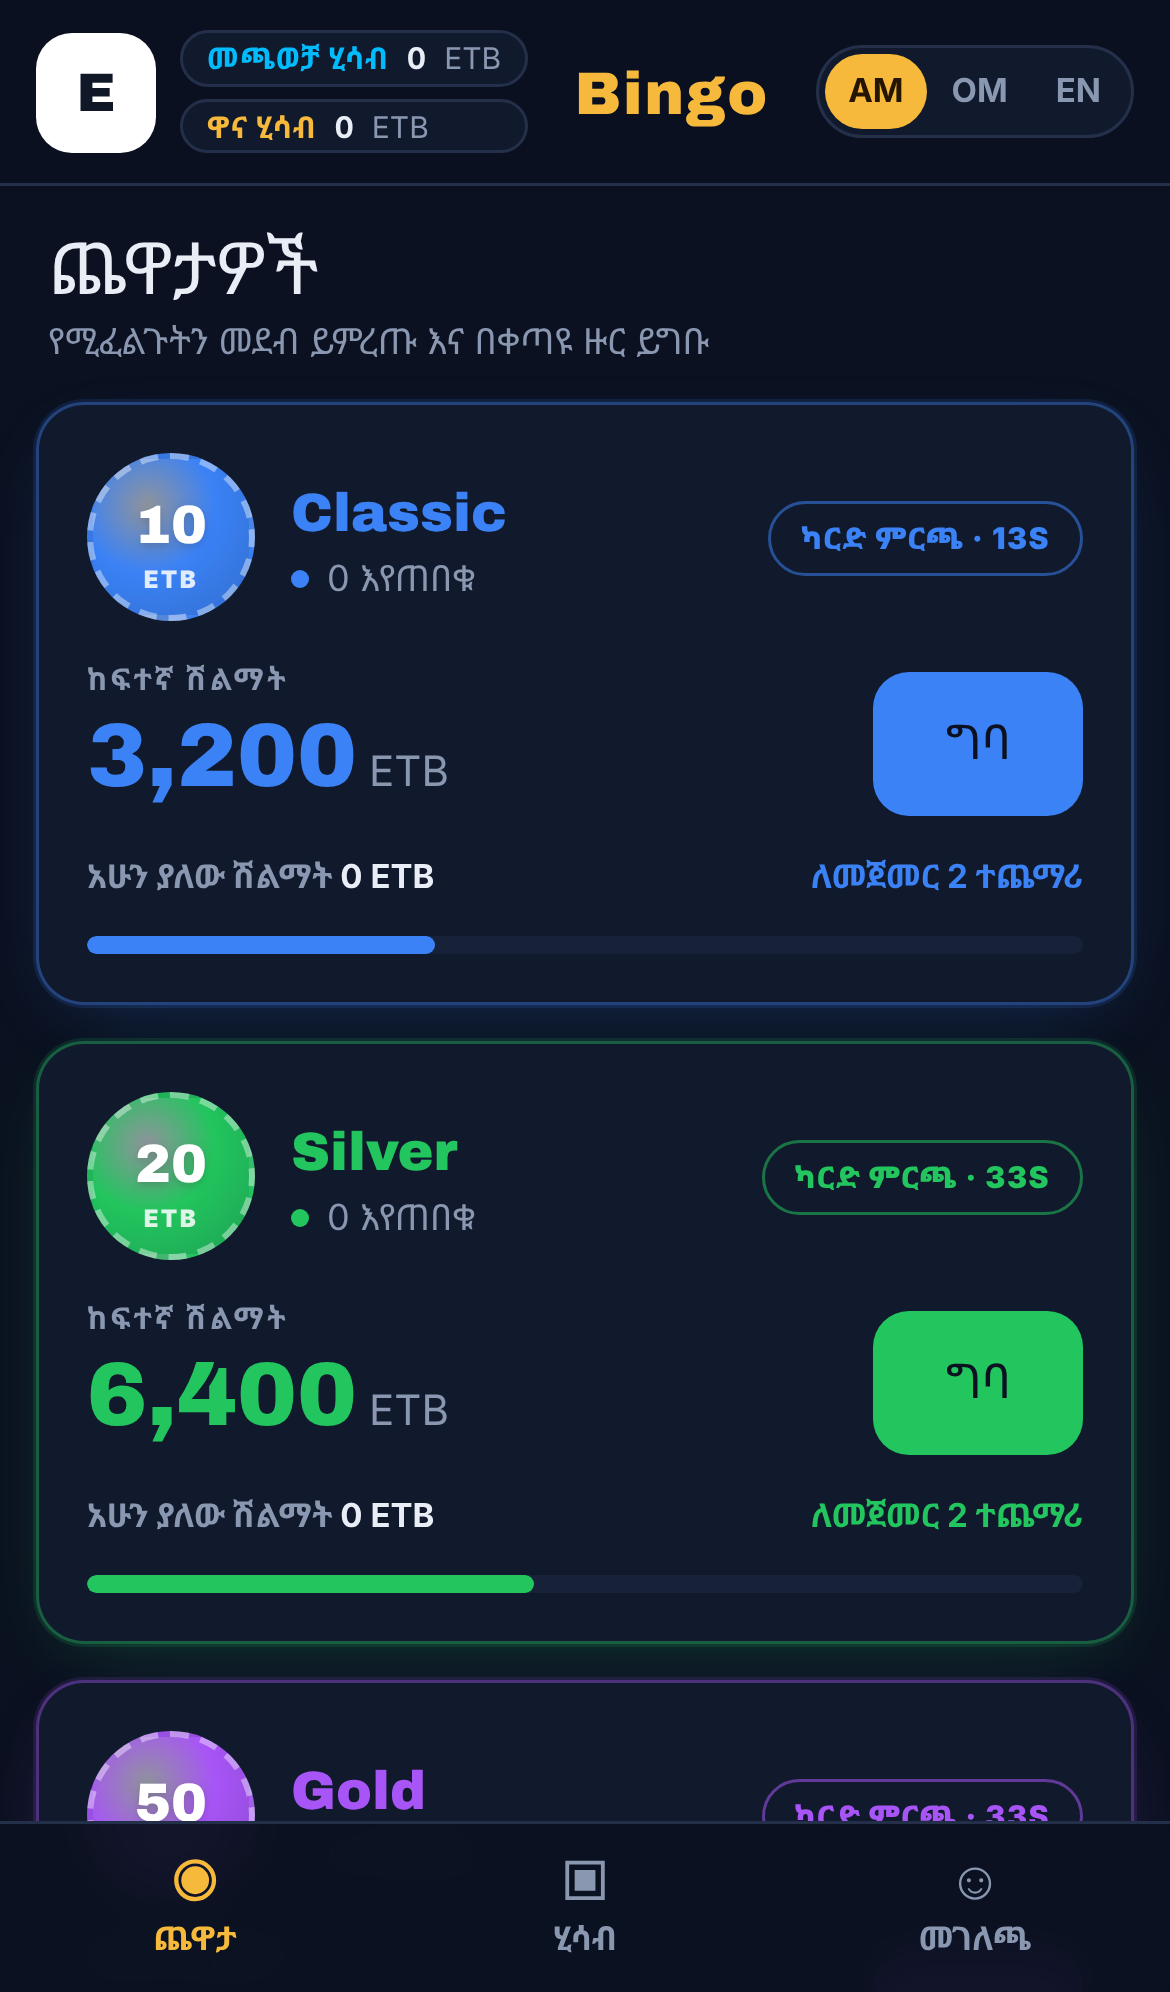 E
መጫወቻ ሂሳብ 0 ETB
ዋና ሂሳብ 0 ETB
Bingo
AM OM EN
ጨዋታዎች
የሚፈልጉትን መደብ ይምረጡ እና በቀጣዩ ዙር ይግቡ
10
ETB
Classic
0 እየጠበቁ
ካርድ ምርጫ · 13S
ከፍተኛ ሽልማት
3,200 ETB
ግባ
አሁን ያለው ሽልማት 0 ETB
ለመጀመር 2 ተጨማሪ
20
ETB
Silver
0 እየጠበቁ
ካርድ ምርጫ · 33S
ከፍተኛ ሽልማት
6,400 ETB
ግባ
አሁን ያለው ሽልማት 0 ETB
ለመጀመር 2 ተጨማሪ
50
Gold
ካርድ ምርጫ · 33S
ጨዋታ
ሂሳብ
መገለጫ